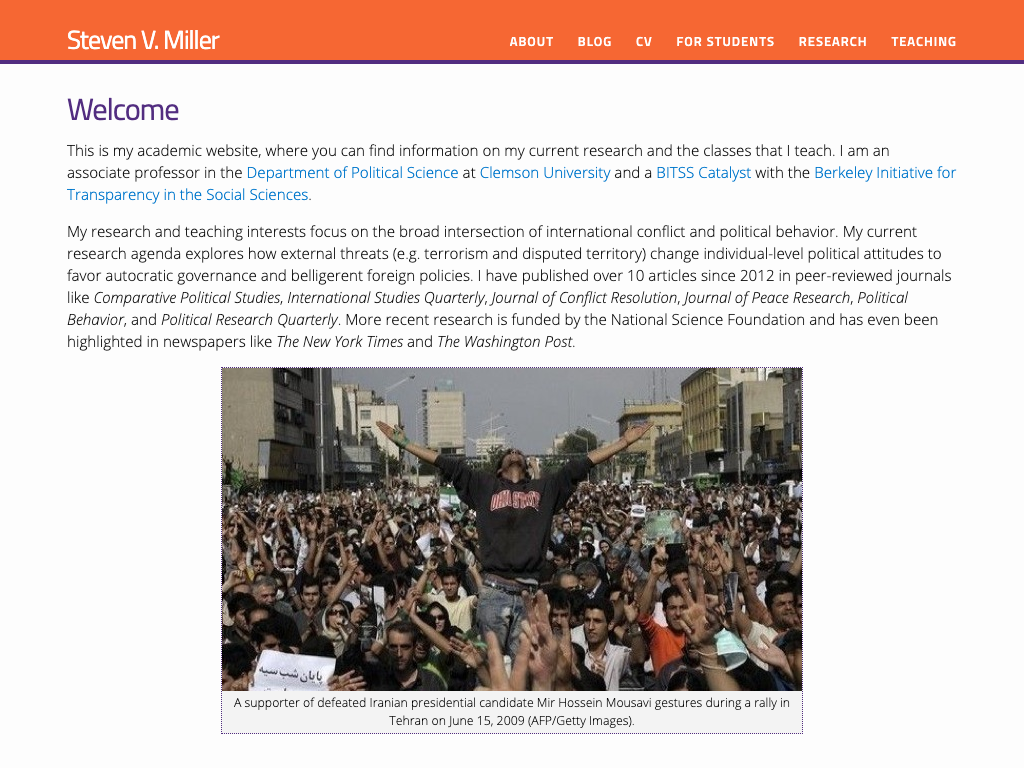 Steven V. Miller
ABOUT BLOG CV FOR STUDENTS RESEARCH TEACHING
Welcome
This is my academic website, where you can find information on my current research and the classes that I teach. I am an
associate professor in the Department of Political Science at Clemson University and a BITSS Catalyst with the Berkeley Initiative for
Transparency in the Social Sciences.
My research and teaching interests focus on the broad intersection of international conflict and political behavior. My current
research agenda explores how external threats (e.g. terrorism and disputed territory) change individual-level political attitudes to
favor autocratic governance and belligerent foreign policies. I have published over 10 articles since 2012 in peer-reviewed journals
like Comparative Political Studies, International Studies Quarterly, Journal of Conflict Resolution, Journal of Peace Research, Political
Behavior, and Political Research Quarterly. More recent research is funded by the National Science Foundation and has even been
highlighted in newspapers like The New York Times and The Washington Post.
OHIO STATE
پایان شب سیه
A supporter of defeated Iranian presidential candidate Mir Hossein Mousavi gestures during a rally in
Tehran on June 15, 2009 (AFP/Getty Images).